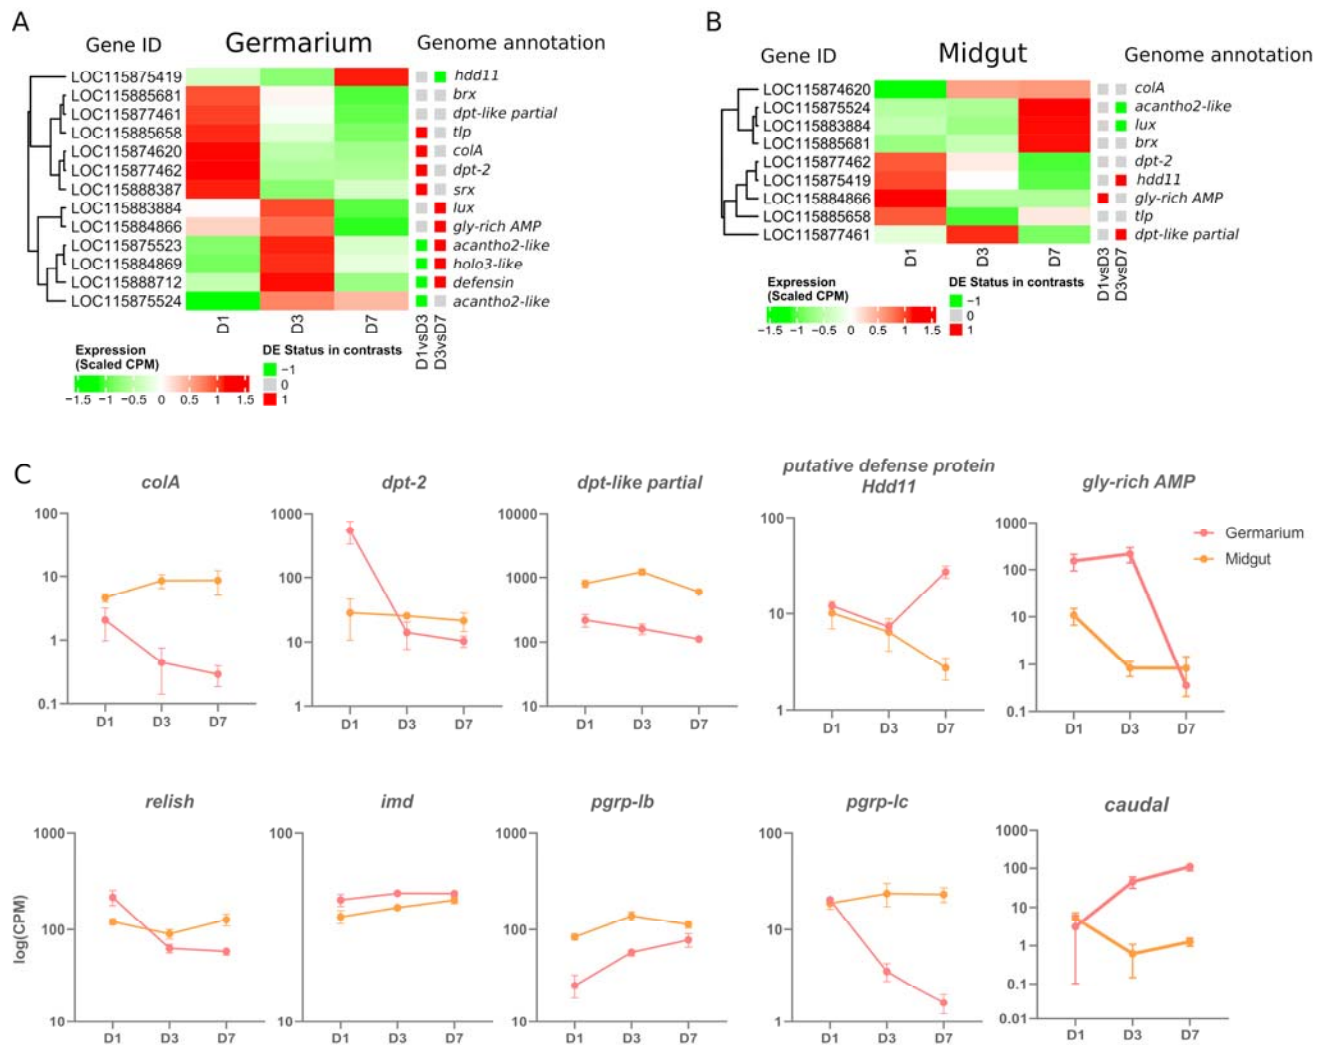 A
Gene ID Germarium Genome annotation
LOC115875419 hdd11
LOC115885681 brx
LOC115877461 dpt-like partial
LOC115885658 tlp
LOC115874620 colA
LOC115877462 dpt-2
LOC115888387 srx
LOC115883884 lux
LOC115884866 gly-rich AMP
LOC115875523 acantho2-like
LOC115884869 holo3-like
LOC115888712 defensin
LOC115875524 acantho2-like
D1 D3 D7 D1vsD3 D3vsD7
Expression
(Scaled CPM)
−1.5 −1 −0.5 0 0.5 1 1.5
DE Status in contrasts
−1
0
1
B
Gene ID Midgut Genome annotation
LOC115874620 colA
LOC115875524 acantho2-like
LOC115883884 lux
LOC115885681 brx
LOC115877462 dpt-2
LOC115875419 hdd11
LOC115884866 gly-rich AMP
LOC115885658 tlp
LOC115877461 dpt-like partial
D1 D3 D7 D1vsD3 D3vsD7
Expression
(Scaled CPM)
−1.5 −1 −0.5 0 0.5 1 1.5
DE Status in contrasts
−1
0
1
C
colA
100
10
1
0.1
D1 D3 D7
dpt-2
1000
100
10
1
D1 D3 D7
dpt-like partial
10000
1000
100
10
D1 D3 D7
putative defense protein
Hdd11
100
10
1
D1 D3 D7
gly-rich AMP
1000
100
10
1
0.1
D1 D3 D7
Germarium
Midgut
relish
log(CPM)
1000
100
10
D1 D3 D7
imd
100
10
D1 D3 D7
pgrp-lb
1000
100
10
D1 D3 D7
pgrp-lc
100
10
1
D1 D3 D7
caudal
1000
100
10
1
0.1
0.01
D1 D3 D7